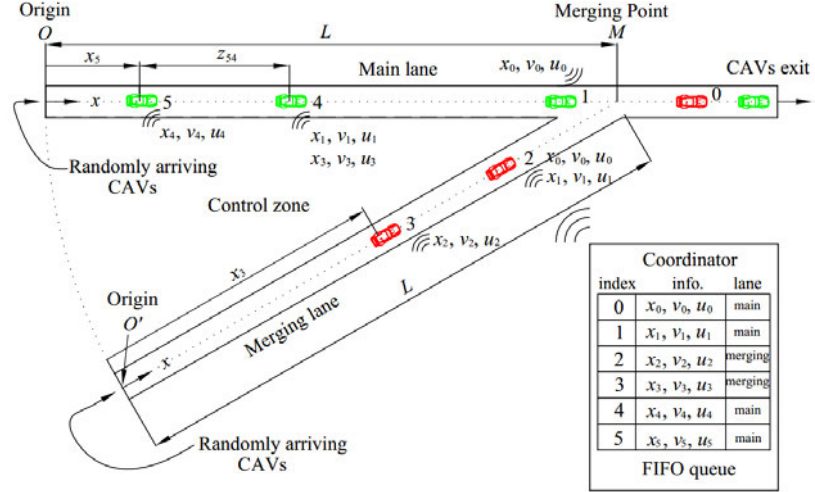 Origin
O
L
Merging Point
M
x₅
z₅₄
Main lane
x₀, v₀, u₀
CAVs exit
x
5
4
1
0
x₄, v₄, u₄
x₁, v₁, u₁
x₃, v₃, u₃
Randomly arriving
CAVs
2
x₀, v₀, u₀
x₁, v₁, u₁
Control zone
3
x₂, v₂, u₂
x₃
L
Origin
O'
x
Merging lane
Randomly arriving
CAVs
Coordinator
index info. lane
0 x₀, v₀, u₀ main
1 x₁, v₁, u₁ main
2 x₂, v₂, u₂ merging
3 x₃, v₃, u₃ merging
4 x₄, v₄, u₄ main
5 x₅, v₅, u₅ main
FIFO queue